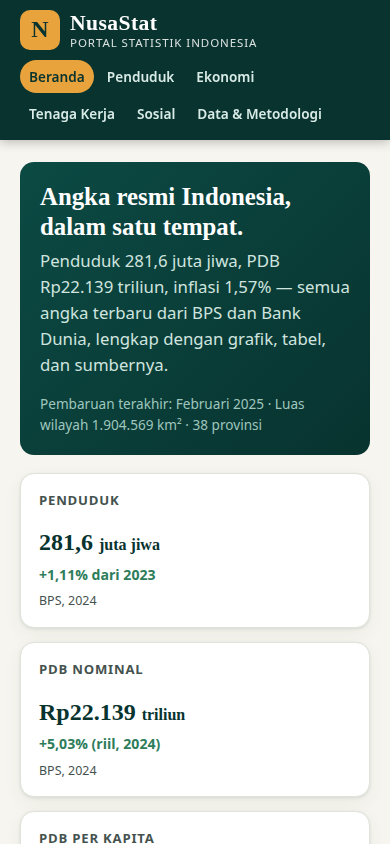 N
NusaStat
PORTAL STATISTIK INDONESIA
Beranda Penduduk Ekonomi
Tenaga Kerja Sosial Data & Metodologi
Angka resmi Indonesia,
dalam satu tempat.
Penduduk 281,6 juta jiwa, PDB
Rp22.139 triliun, inflasi 1,57% — semua
angka terbaru dari BPS dan Bank
Dunia, lengkap dengan grafik, tabel,
dan sumbernya.
Pembaruan terakhir: Februari 2025 · Luas
wilayah 1.904.569 km² · 38 provinsi
PENDUDUK
281,6 juta jiwa
+1,11% dari 2023
BPS, 2024
PDB NOMINAL
Rp22.139 triliun
+5,03% (riil, 2024)
BPS, 2024
PDB PER KAPITA